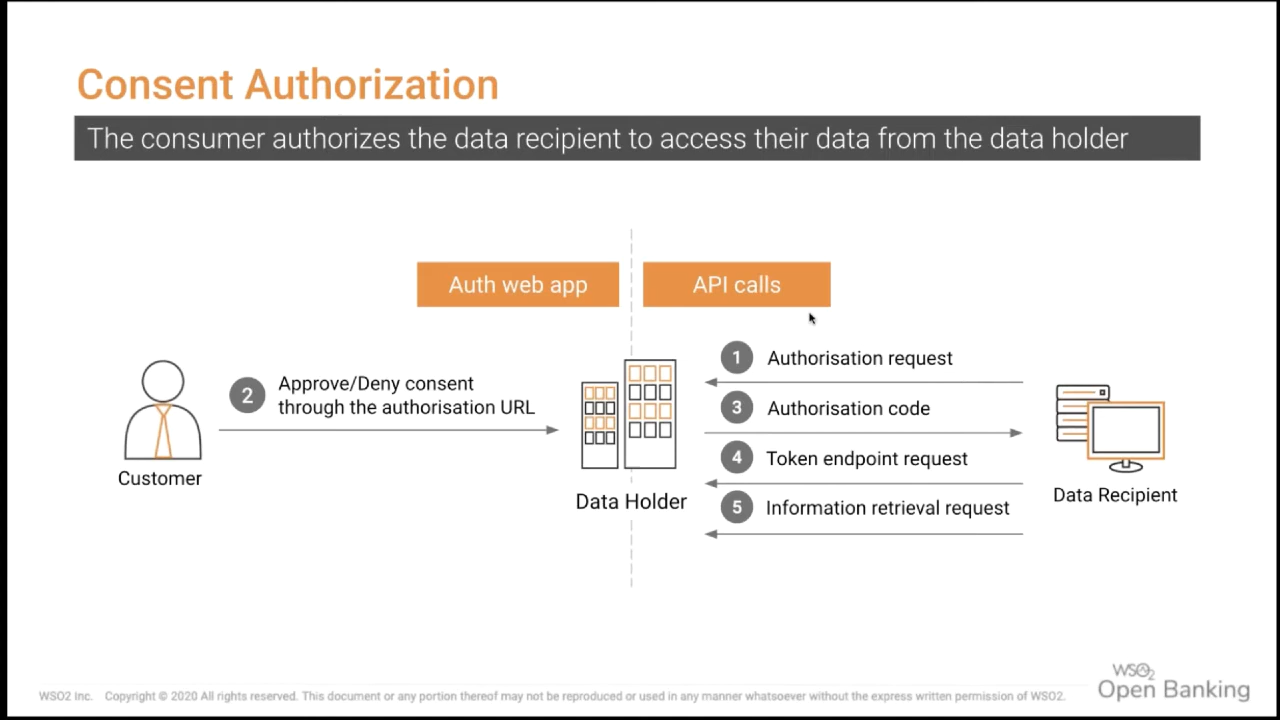 Consent Authorization
The consumer authorizes the data recipient to access their data from the data holder
Auth web app
API calls
2
Approve/Deny consent
through the authorisation URL
Customer
Data Holder
1 Authorisation request
3 Authorisation code
4 Token endpoint request
5 Information retrieval request
Data Recipient
WSO2 Inc. Copyright © 2020 All rights reserved. This document or any portion thereof may not be reproduced or used in any manner whatsoever without the express written permission of WSO2.
WSO2
Open Banking